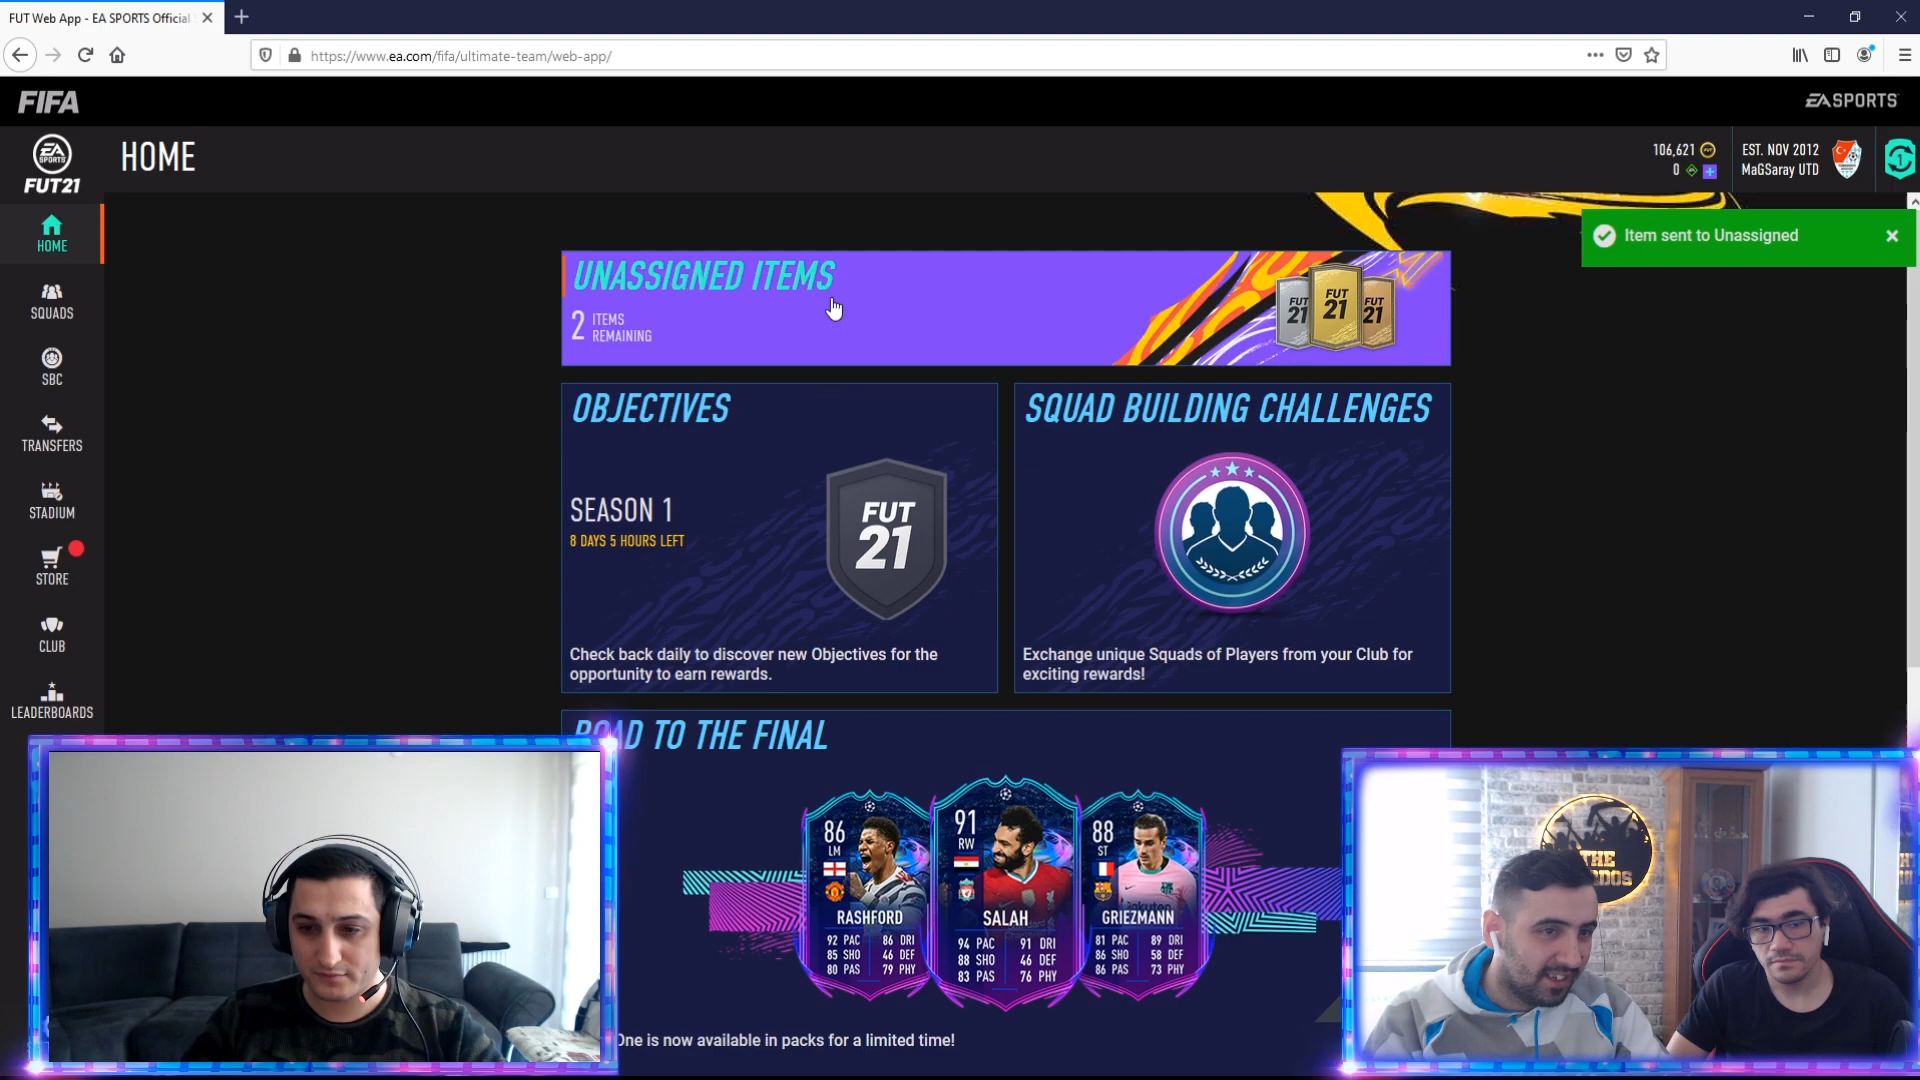 FUT Web App - EA SPORTS Official
https://www.ea.com/fifa/ultimate-team/web-app/
FIFA
EA SPORTS
EA SPORTS
FUT21
HOME
106,621
0
EST. NOV 2012
MaGSaray UTD
1
HOME
SQUADS
SBC
TRANSFERS
STADIUM
STORE
CLUB
LEADERBOARDS
Item sent to Unassigned
UNASSIGNED ITEMS
2 ITEMS
REMAINING
FUT
21
FUT
21
FUT
21
OBJECTIVES
SEASON 1
8 DAYS 5 HOURS LEFT
FUT
21
Check back daily to discover new Objectives for the
opportunity to earn rewards.
SQUAD BUILDING CHALLENGES
Exchange unique Squads of Players from your Club for
exciting rewards!
ROAD TO THE FINAL
86
LM
RASHFORD
92 PAC 86 DRI
85 SHO 46 DEF
80 PAS 79 PHY
91
RW
SALAH
94 PAC 91 DRI
88 SHO 46 DEF
83 PAS 76 PHY
88
ST
GRIEZMANN
81 PAC 89 DRI
86 SHO 58 DEF
86 PAS 73 PHY
One is now available in packs for a limited time!
THE